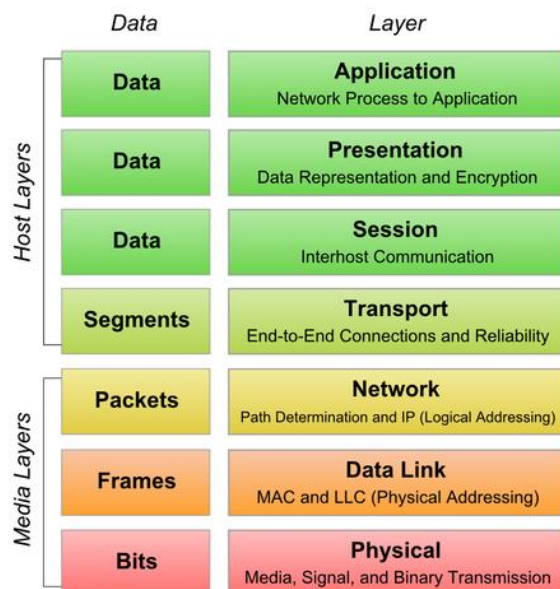 Data
Layer
Host Layers
Data
Application
Network Process to Application
Data
Presentation
Data Representation and Encryption
Data
Session
Interhost Communication
Segments
Transport
End-to-End Connections and Reliability
Media Layers
Packets
Network
Path Determination and IP (Logical Addressing)
Frames
Data Link
MAC and LLC (Physical Addressing)
Bits
Physical
Media, Signal, and Binary Transmission